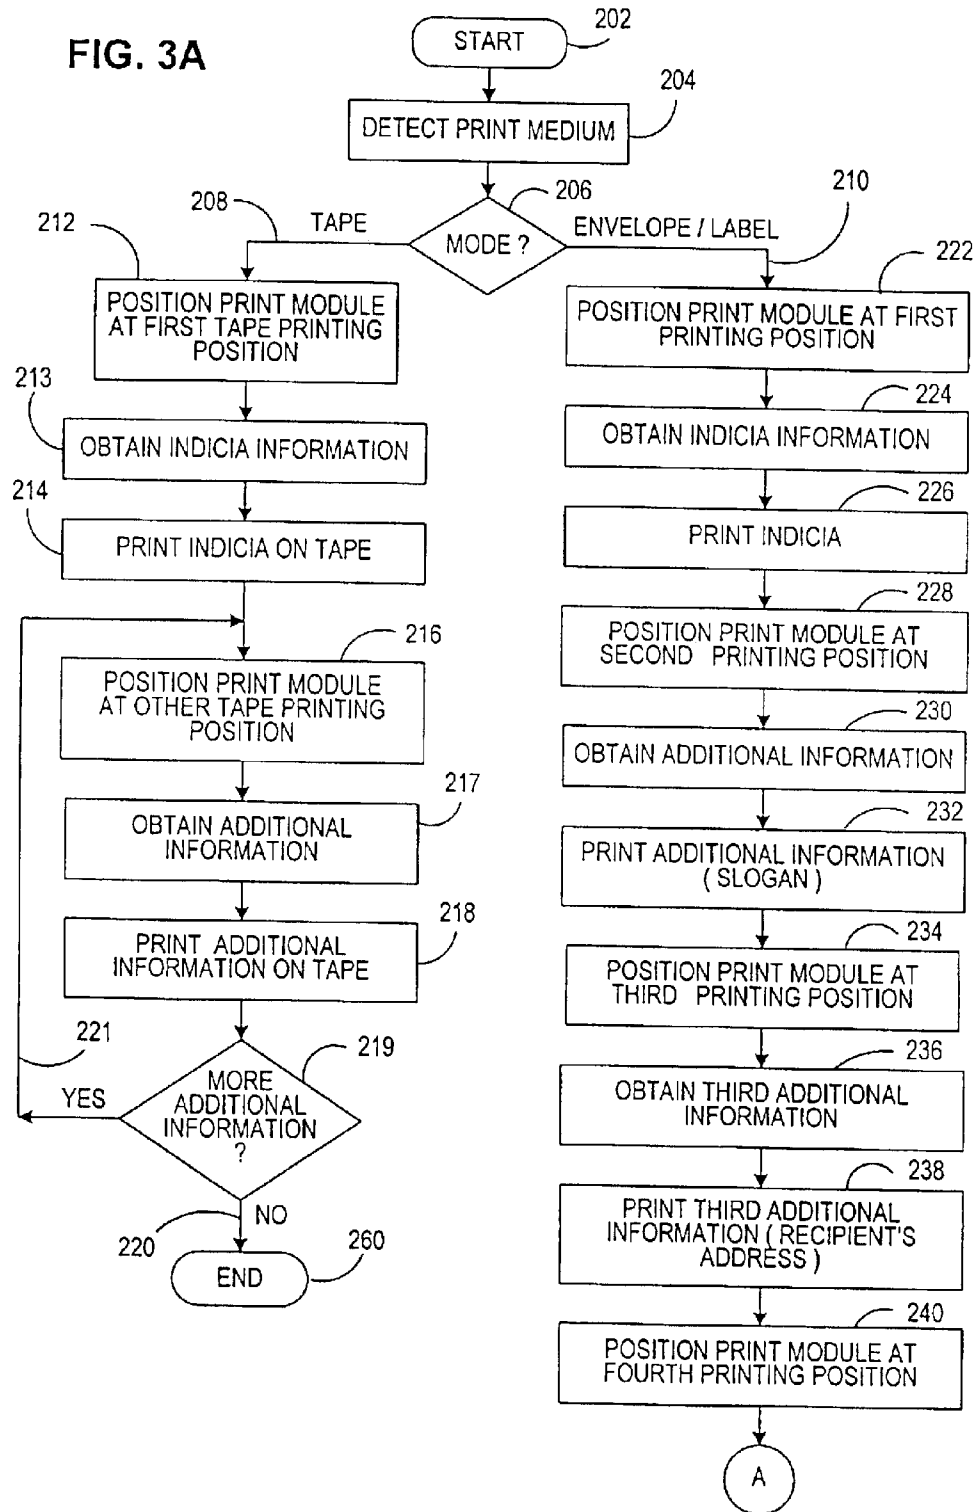 FIG. 3A
START
202
DETECT PRINT MEDIUM
204
MODE ?
206
208
TAPE
ENVELOPE / LABEL
210
212
POSITION PRINT MODULE
AT FIRST TAPE PRINTING
POSITION
213
OBTAIN INDICIA INFORMATION
214
PRINT INDICIA ON TAPE
216
POSITION PRINT MODULE
AT OTHER TAPE PRINTING
POSITION
217
OBTAIN ADDITIONAL
INFORMATION
218
PRINT ADDITIONAL
INFORMATION ON TAPE
219
MORE
ADDITIONAL
INFORMATION
?
221
YES
220
NO
END
260
222
POSITION PRINT MODULE AT FIRST
PRINTING POSITION
224
OBTAIN INDICIA INFORMATION
226
PRINT INDICIA
228
POSITION PRINT MODULE AT
SECOND PRINTING POSITION
230
OBTAIN ADDITIONAL INFORMATION
232
PRINT ADDITIONAL INFORMATION
( SLOGAN )
234
POSITION PRINT MODULE AT
THIRD PRINTING POSITION
236
OBTAIN THIRD ADDITIONAL
INFORMATION
238
PRINT THIRD ADDITIONAL
INFORMATION ( RECIPIENT'S
ADDRESS )
240
POSITION PRINT MODULE AT
FOURTH PRINTING POSITION
A